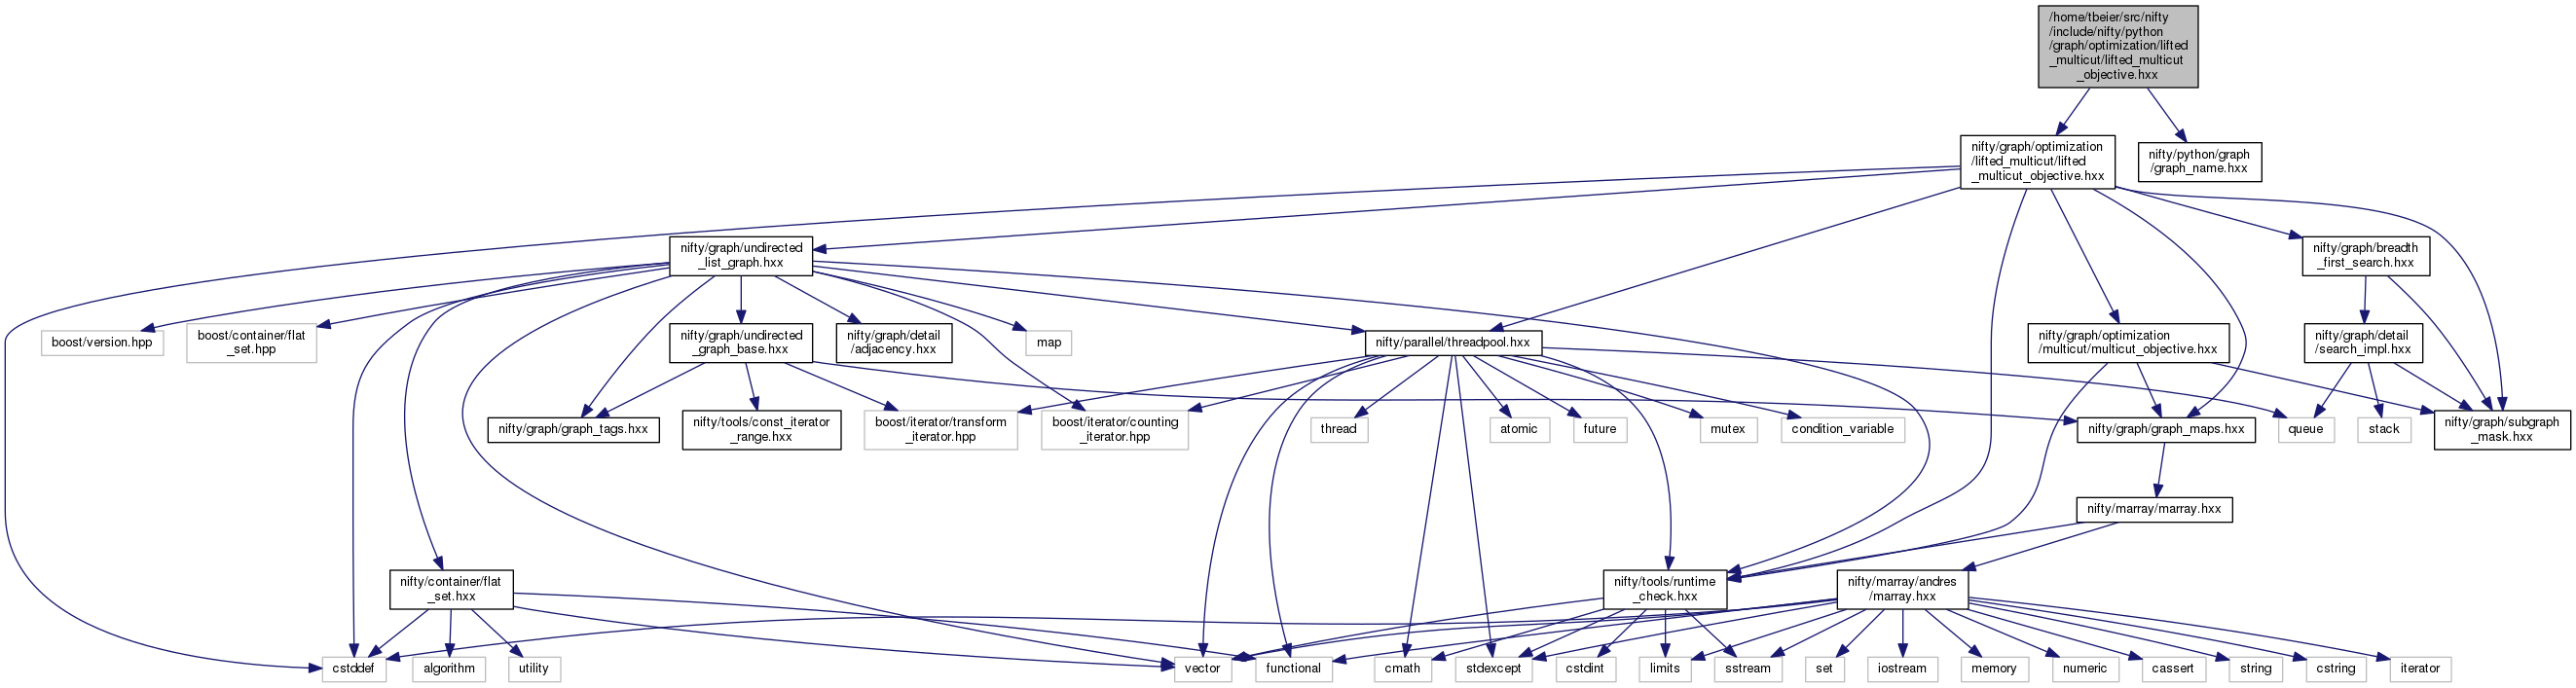 /home/tbeier/src/nifty
/include/nifty/python
/graph/optimization/lifted
_multicut/lifted_multicut
_objective.hxx
nifty/graph/optimization
/lifted_multicut/lifted
_multicut_objective.hxx
nifty/python/graph
/graph_name.hxx
nifty/graph/undirected
_list_graph.hxx
nifty/graph/breadth
_first_search.hxx
boost/version.hpp
boost/container/flat
_set.hpp
nifty/graph/undirected
_graph_base.hxx
nifty/graph/detail
/adjacency.hxx
map
nifty/parallel/threadpool.hxx
nifty/graph/optimization
/multicut/multicut_objective.hxx
nifty/graph/detail
/search_impl.hxx
nifty/graph/graph_tags.hxx
nifty/tools/const_iterator
_range.hxx
boost/iterator/transform
_iterator.hpp
boost/iterator/counting
_iterator.hpp
thread
atomic
future
mutex
condition_variable
nifty/graph/graph_maps.hxx
queue
stack
nifty/graph/subgraph
_mask.hxx
nifty/marray/marray.hxx
nifty/container/flat
_set.hxx
nifty/tools/runtime
_check.hxx
nifty/marray/andres
/marray.hxx
cstddef
algorithm
utility
vector
functional
cmath
stdexcept
cstdint
limits
sstream
set
iostream
memory
numeric
cassert
string
cstring
iterator